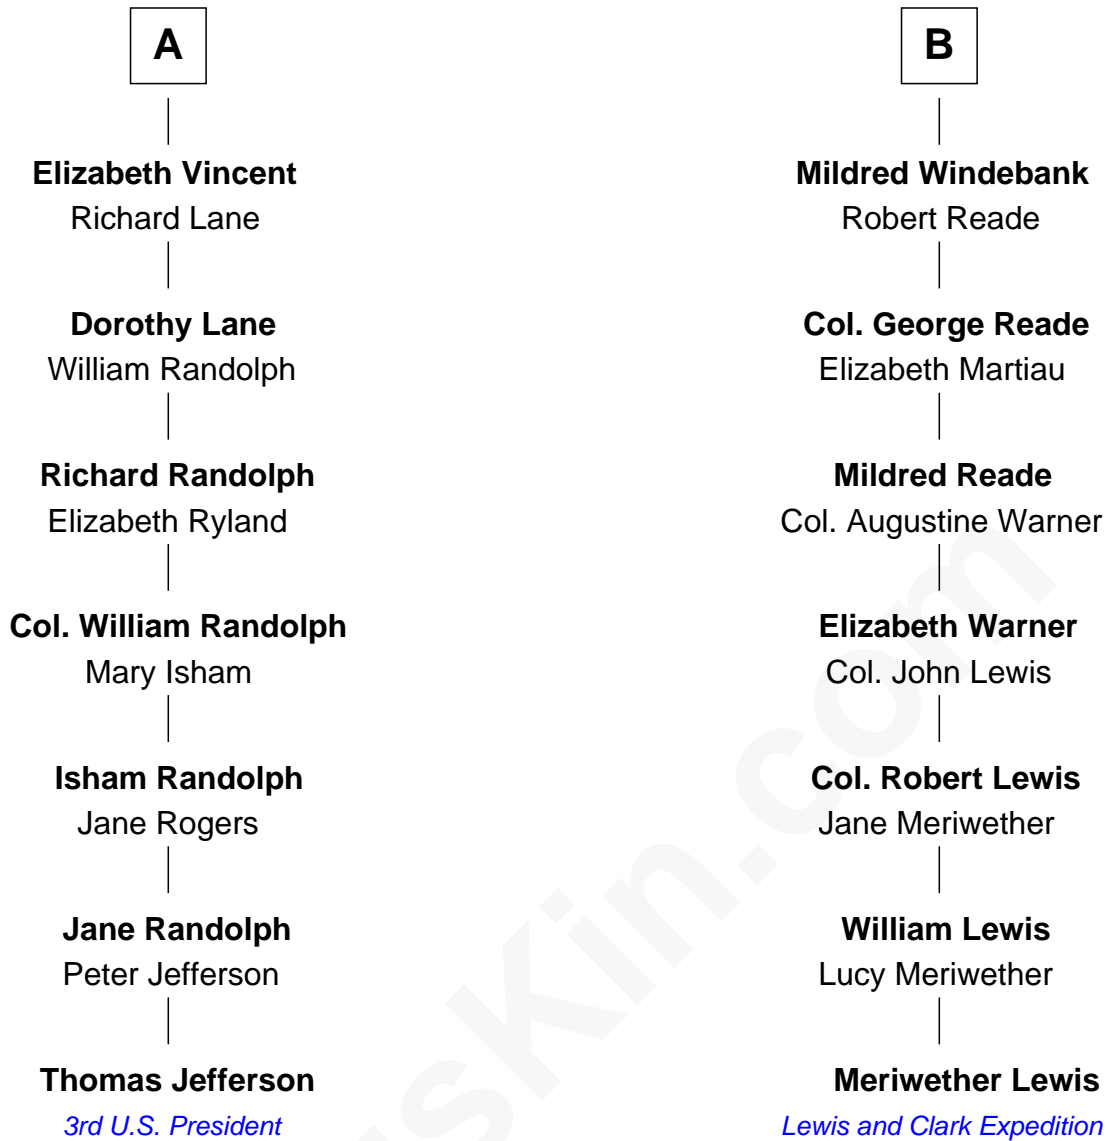 A
Elizabeth Vincent
Richard Lane
Dorothy Lane
William Randolph
Richard Randolph
Elizabeth Ryland
Col. William Randolph
Mary Isham
Isham Randolph
Jane Rogers
Jane Randolph
Peter Jefferson
Thomas Jefferson
3rd U.S. President
B
Mildred Windebank
Robert Reade
Col. George Reade
Elizabeth Martiau
Mildred Reade
Col. Augustine Warner
Elizabeth Warner
Col. John Lewis
Col. Robert Lewis
Jane Meriwether
William Lewis
Lucy Meriwether
Meriwether Lewis
Lewis and Clark Expedition